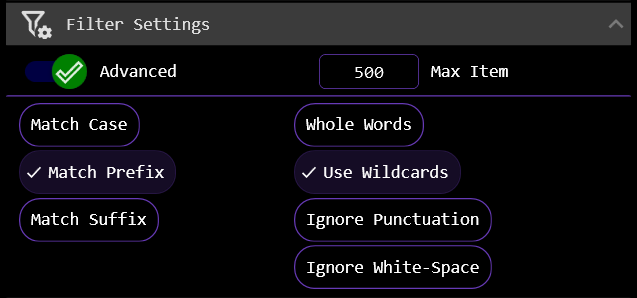 Filter Settings
Advanced 500 Max Item
Match Case Whole Words
Match Prefix Use Wildcards
Match Suffix Ignore Punctuation
Ignore White-Space